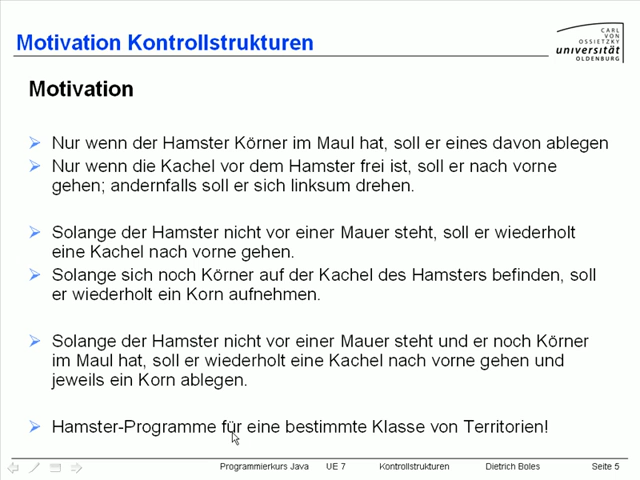 Motivation Kontrollstrukturen
CARL
VON
OSSIETZKY
universität
OLDENBURG
Motivation
Nur wenn der Hamster Körner im Maul hat, soll er eines davon ablegen
Nur wenn die Kachel vor dem Hamster frei ist, soll er nach vorne
gehen; andernfalls soll er sich linksum drehen.
Solange der Hamster nicht vor einer Mauer steht, soll er wiederholt
eine Kachel nach vorne gehen.
Solange sich noch Körner auf der Kachel des Hamsters befinden, soll
er wiederholt ein Korn aufnehmen.
Solange der Hamster nicht vor einer Mauer steht und er noch Körner
im Maul hat, soll er wiederholt eine Kachel nach vorne gehen und
jeweils ein Korn ablegen.
Hamster-Programme für eine bestimmte Klasse von Territorien!
Programmierkurs Java UE 7 Kontrollstrukturen Dietrich Boles Seite 5